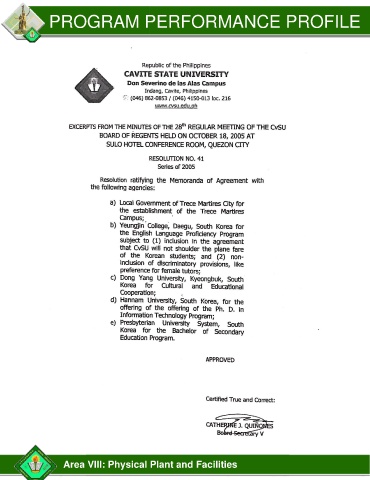 PROGRAM PERFORMANCE PROFILE
Republic of the Philippines
CAVITE STATE UNIVERSITY
Don Severino de las Alas Campus
Indang, Cavite, Philippines
(046) 862-0853 / (046) 4150-013 loc. 216
www.cvsu.edu.ph
EXCERPTS FROM THE MINUTES OF THE 28th REGULAR MEETING OF THE CvSU
BOARD OF REGENTS HELD ON OCTOBER 18, 2005 AT
SULO HOTEL CONFERENCE ROOM, QUEZON CITY
RESOLUTION NO. 41
Series of 2005
Resolution ratifying the Memoranda of Agreement with
the following agencies:
a) Local Government of Trece Martires City for
the establishment of the Trece Martires
Campus;
b) Yeungjin College, Daegu, South Korea for
the English Language Proficiency Program
subject to (1) inclusion in the agreement
that CvSU will not shoulder the plane fare
of the Korean students; and (2) non-
inclusion of discriminatory provisions, like
preference for female tutors;
c) Dong Yang University, Kyeongbuk, South
Korea for Cultural and Educational
Cooperation;
d) Hannam University, South Korea, for the
offering of the offering of the Ph. D. in
Information Technology Program;
e) Presbyterian University System, South
Korea for the Bachelor of Secondary
Education Program.
APPROVED
Certified True and Correct:
CATHERINE J. QUIÑONES
Board Secretary V
Area VIII: Physical Plant and Facilities